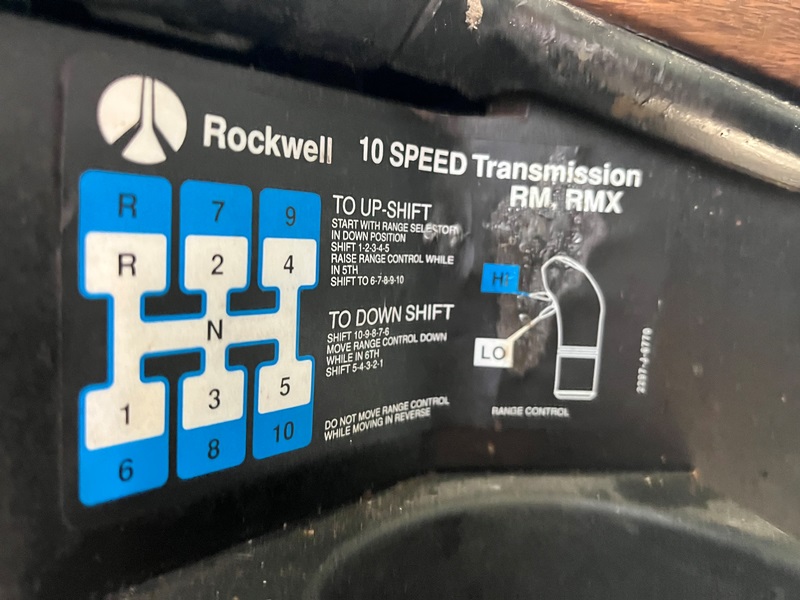 Rockwell 10 SPEED Transmission
RM, RMX
R 7 9
R 2 4
N
1 3 5
6 8 10
TO UP-SHIFT
START WITH RANGE SELESTORR
IN DOWN POSITION
SHIFT 1-2-3-4-5
RAISE RANGE CONTROL WHILE
IN 5TH
SHIFT TO 6-7-8-9-10
TO DOWN SHIFT
SHIFT 10-9-8-7-6
MOVE RANGE CONTROL DOWN
WHILE IN 6TH
SHIFT 5-4-3-2-1
DO NOT MOVE RANGE CONTROL
WHILE MOVING IN REVERSE
HI
LO
RANGE CONTROL